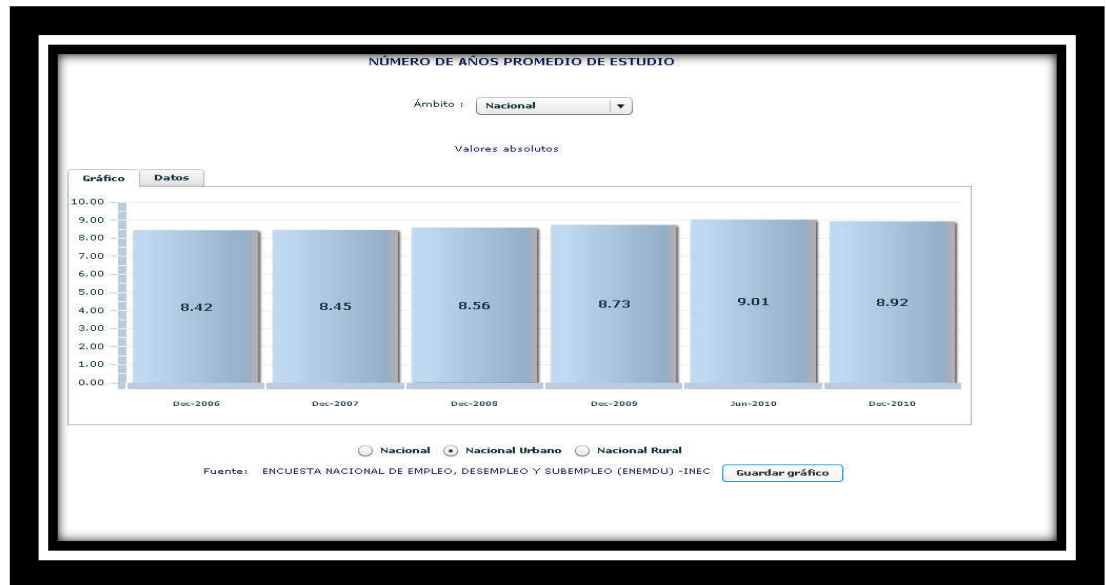 NÚMERO DE AÑOS PROMEDIO DE ESTUDIO
Ámbito : Nacional
Valores absolutos
Gráfico Datos
10.00
9.00
8.00
7.00
6.00
5.00
4.00
3.00
2.00
1.00
0.00
8.42 8.45 8.56 8.73 9.01 8.92
Dec-2006 Dec-2007 Dec-2008 Dec-2009 Jun-2010 Dec-2010
Nacional Nacional Urbano Nacional Rural
Fuente: ENCUESTA NACIONAL DE EMPLEO, DESEMPLEO Y SUBEMPLEO (ENEMDU) -INEC Guardar gráfico